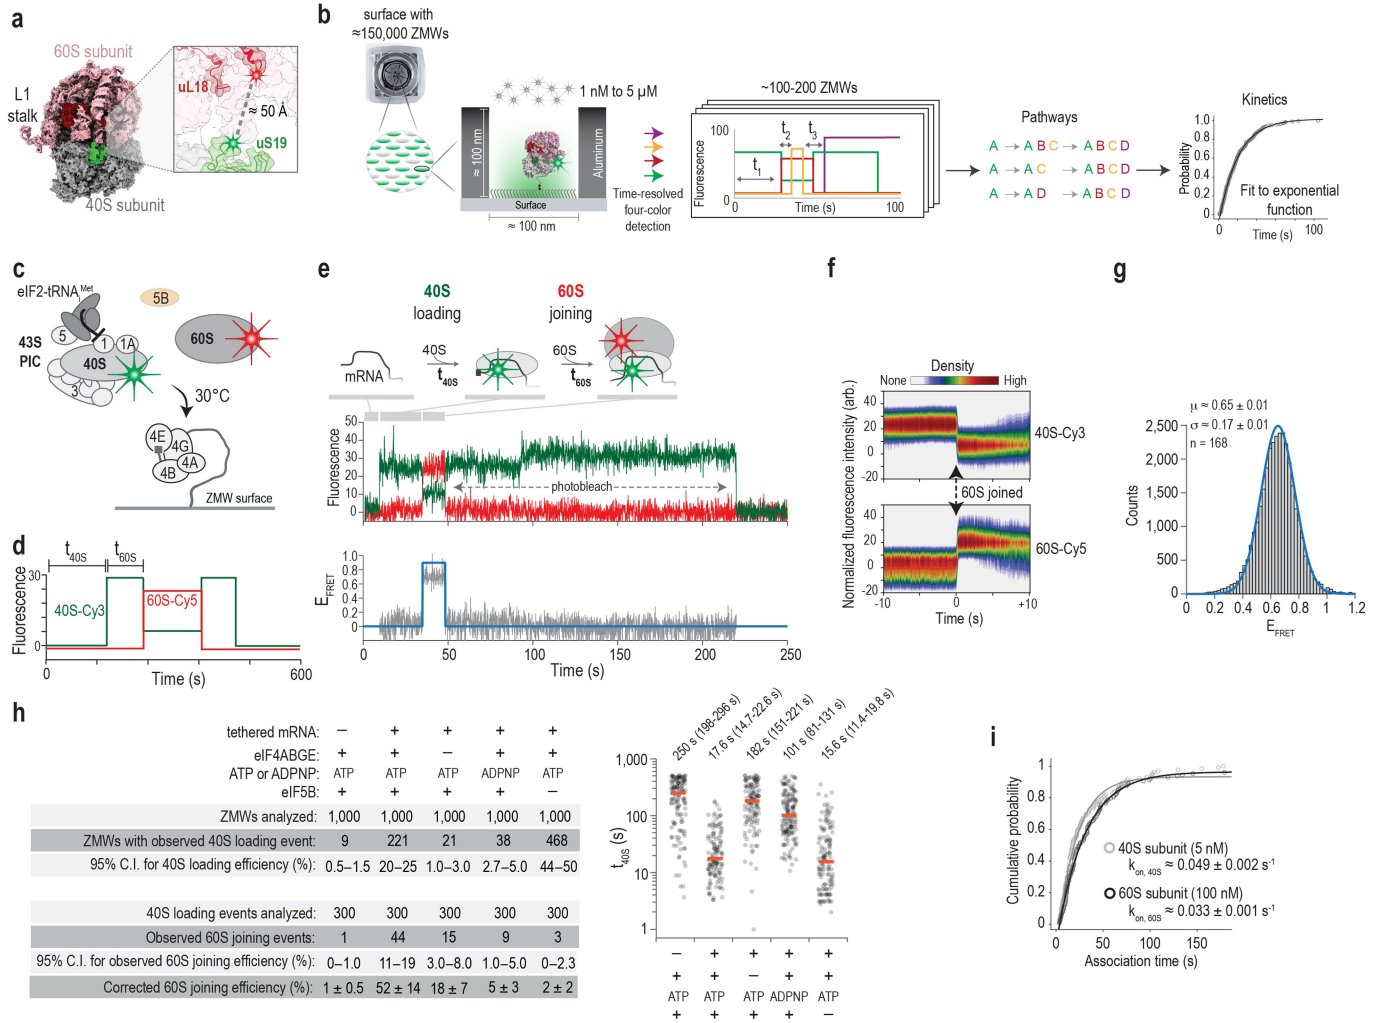 a
60S subunit
L1
stalk
40S subunit
uL18
≈ 50 Å
uS19
b
surface with
≈150,000 ZMWs
1 nM to 5 µM
≈ 100 nm
Aluminum
Surface
≈ 100 nm
Time-resolved
four-color
detection
~100-200 ZMWs
Fluorescence
100
0
t1
t2
t3
0
Time (s)
100
Pathways
A → A B C → A B C D
A → A C → A B C D
A → A D → A B C D
Kinetics
Probability
1.0
0.8
0.6
0.4
0.2
0
Fit to exponential
function
0
100
Time (s)
c
eIF2-tRNAiMet
5B
5
1
1A
43S
PIC
40S
3
60S
30°C
4E
4G
4A
4B
ZMW surface
d
t40S
t60S
Fluorescence
30
0
40S-Cy3
60S-Cy5
0
Time (s)
600
e
40S
loading
60S
joining
mRNA
40S
t40S
60S
t60S
Fluorescence
50
40
30
20
10
0
photobleach
EFRET
1.0
0.8
0.6
0.4
0.2
0
0 50 100 150 200 250
Time (s)
f
Density
None
High
Normalized fluorescence intensity (arb.)
40
20
0
-20
40S-Cy3
60S joined
40
20
0
-20
60S-Cy5
-10 0 +10
Time (s)
g
µ ≈ 0.65 ± 0.01
σ ≈ 0.17 ± 0.01
n = 168
Counts
2,500
2,000
1,500
1,000
500
0
0 0.2 0.4 0.6 0.8 1.0 1.2
EFRET
h
tethered mRNA: – + + + +
eIF4ABGE: + + – + +
ATP or ADPNP: ATP ATP ATP ADPNP ATP
eIF5B: + + + + –
ZMWs analyzed: 1,000 1,000 1,000 1,000 1,000
ZMWs with observed 40S loading event: 9 221 21 38 468
95% C.I. for 40S loading efficiency (%): 0.5–1.5 20–25 1.0–3.0 2.7–5.0 44–50
40S loading events analyzed: 300 300 300 300 300
Observed 60S joining events: 1 44 15 9 3
95% C.I. for observed 60S joining efficiency (%): 0–1.0 11–19 3.0–8.0 1.0–5.0 0–2.3
Corrected 60S joining efficiency (%): 1 ± 0.5 52 ± 14 18 ± 7 5 ± 3 2 ± 2
250 s (198-296 s)
17.6 s (14.7-22.6 s)
182 s (151-221 s)
101 s (81-131 s)
15.6 s (11.4-19.8 s)
t40S (s)
1,000
100
10
1
– + + + +
+ + – + +
ATP ATP ATP ADPNP ATP
+ + + + –
i
Cumulative probability
1
0.8
0.6
0.4
0.2
0
40S subunit (5 nM)
kon, 40S ≈ 0.049 ± 0.002 s-1
60S subunit (100 nM)
kon, 60S ≈ 0.033 ± 0.001 s-1
0 50 100 150
Association time (s)